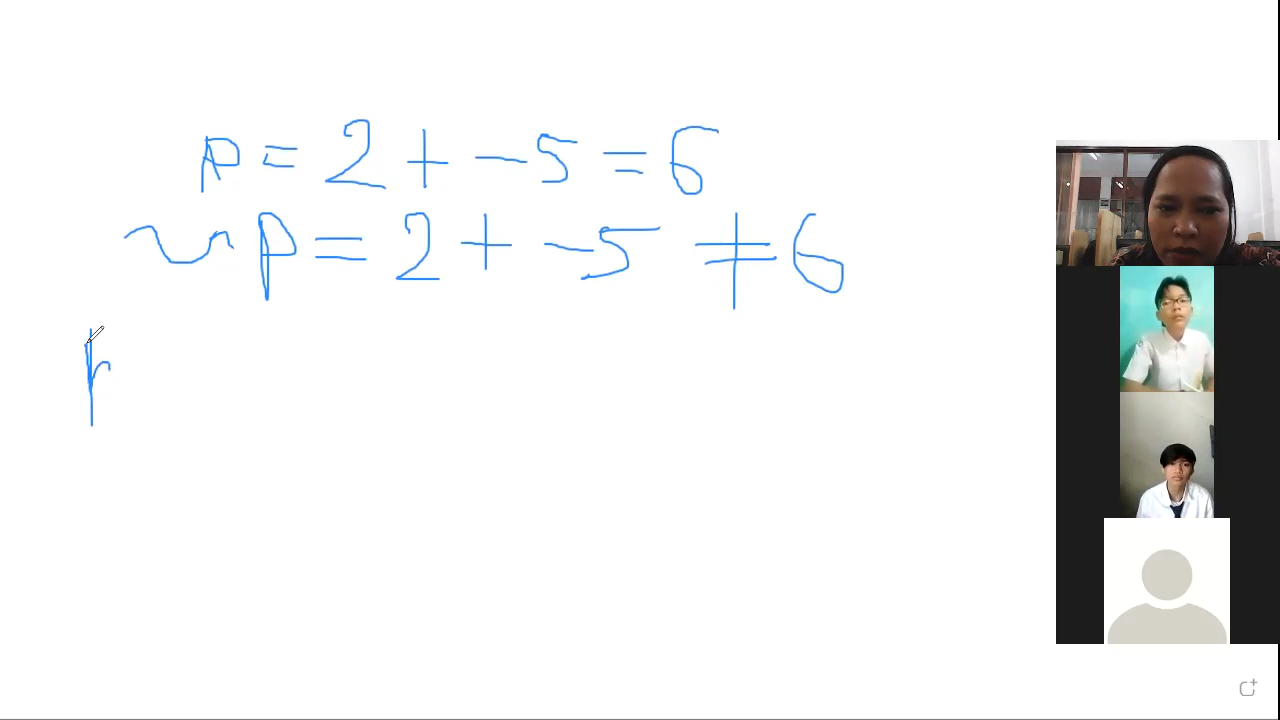 p = 2 + -5 = 6
~p = 2 + -5 ≠ 6